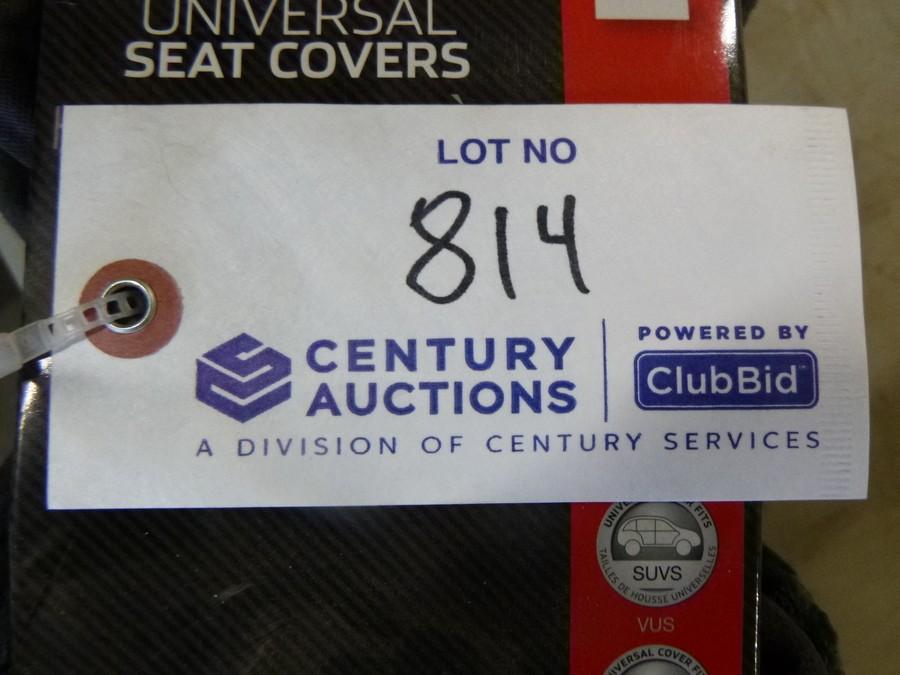 UNIVERSAL
SEAT COVERS
LOT NO
814
CENTURY
AUCTIONS
POWERED BY
ClubBid™
A DIVISION OF CENTURY SERVICES
SUVS
TAILLES DE HOUSSE UNIVERSELLES
VUS